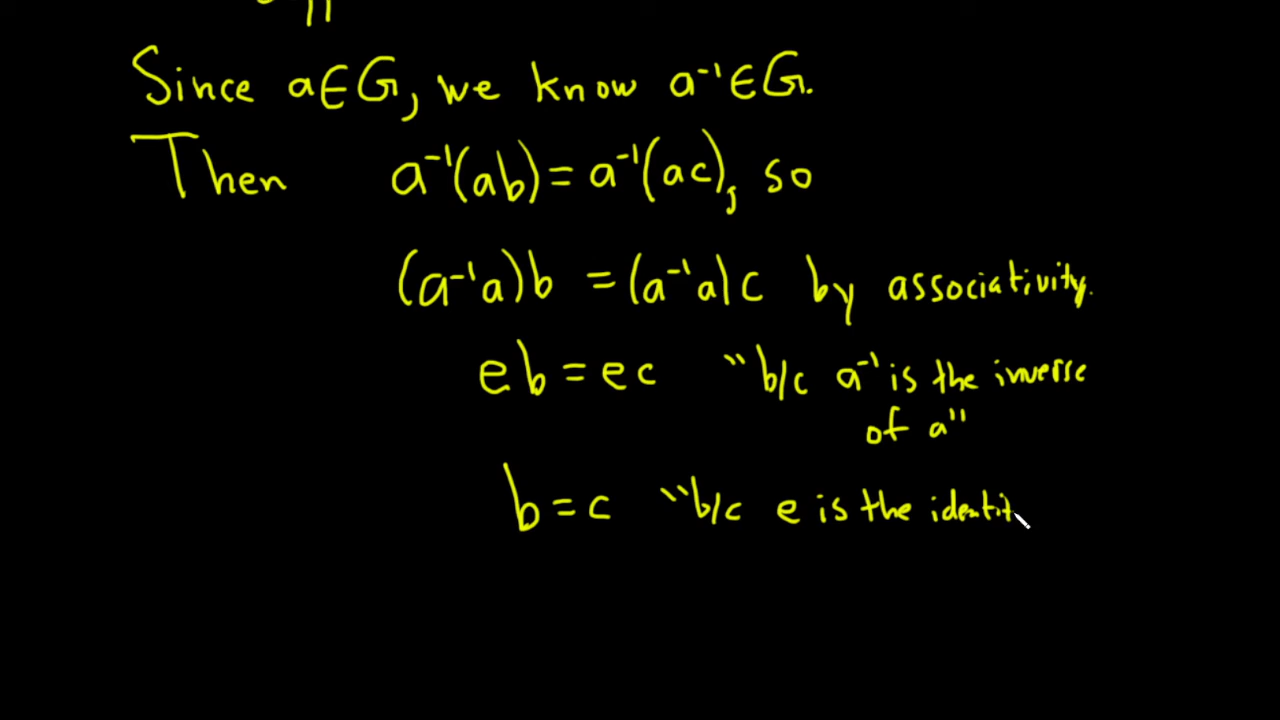 Since a∈G, we know a⁻¹∈G.
Then a⁻¹(ab) = a⁻¹(ac), so
(a⁻¹a)b = (a⁻¹a)c by associativity.
eb = ec "b/c a⁻¹ is the inverse
of a"
b = c "b/c e is the identit